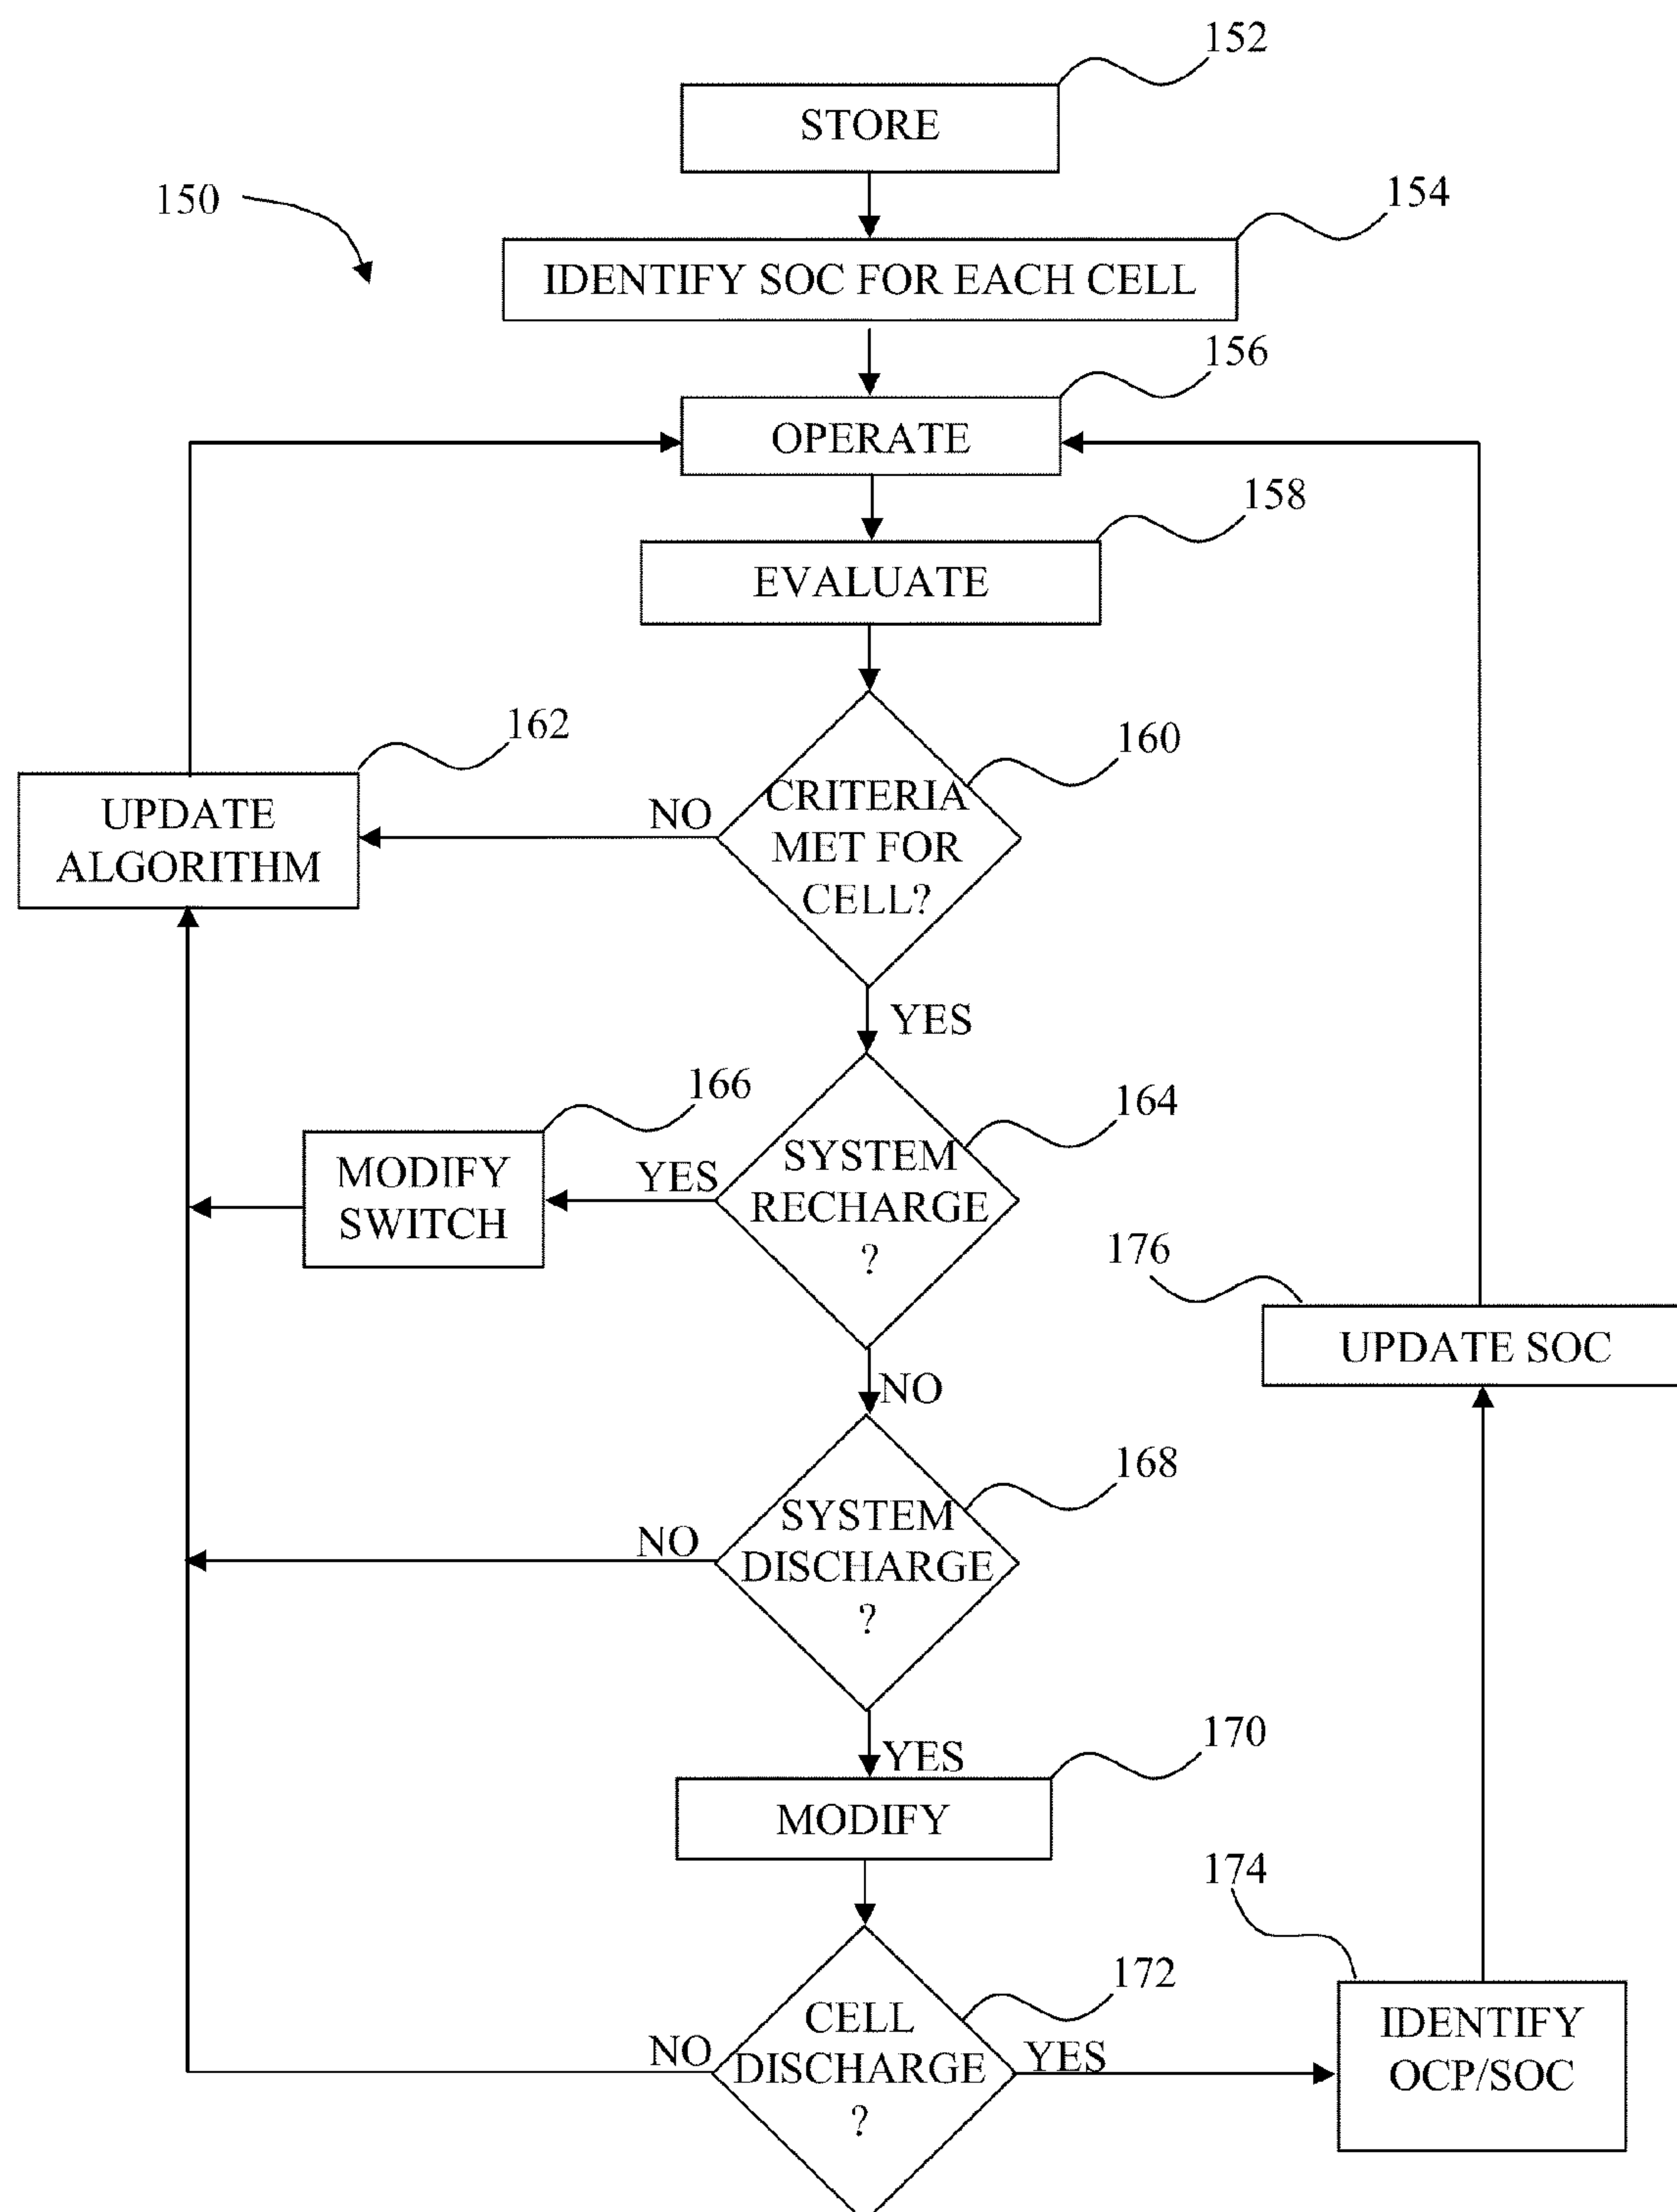 152
STORE
150
154
IDENTIFY SOC FOR EACH CELL
156
OPERATE
158
EVALUATE
162
160
UPDATE
ALGORITHM
NO
CRITERIA
MET FOR
CELL?
YES
166
164
MODIFY
SWITCH
YES
SYSTEM
RECHARGE
?
176
UPDATE SOC
NO
168
NO
SYSTEM
DISCHARGE
?
YES
170
MODIFY
174
172
NO
CELL
DISCHARGE
?
YES
IDENTIFY
OCP/SOC